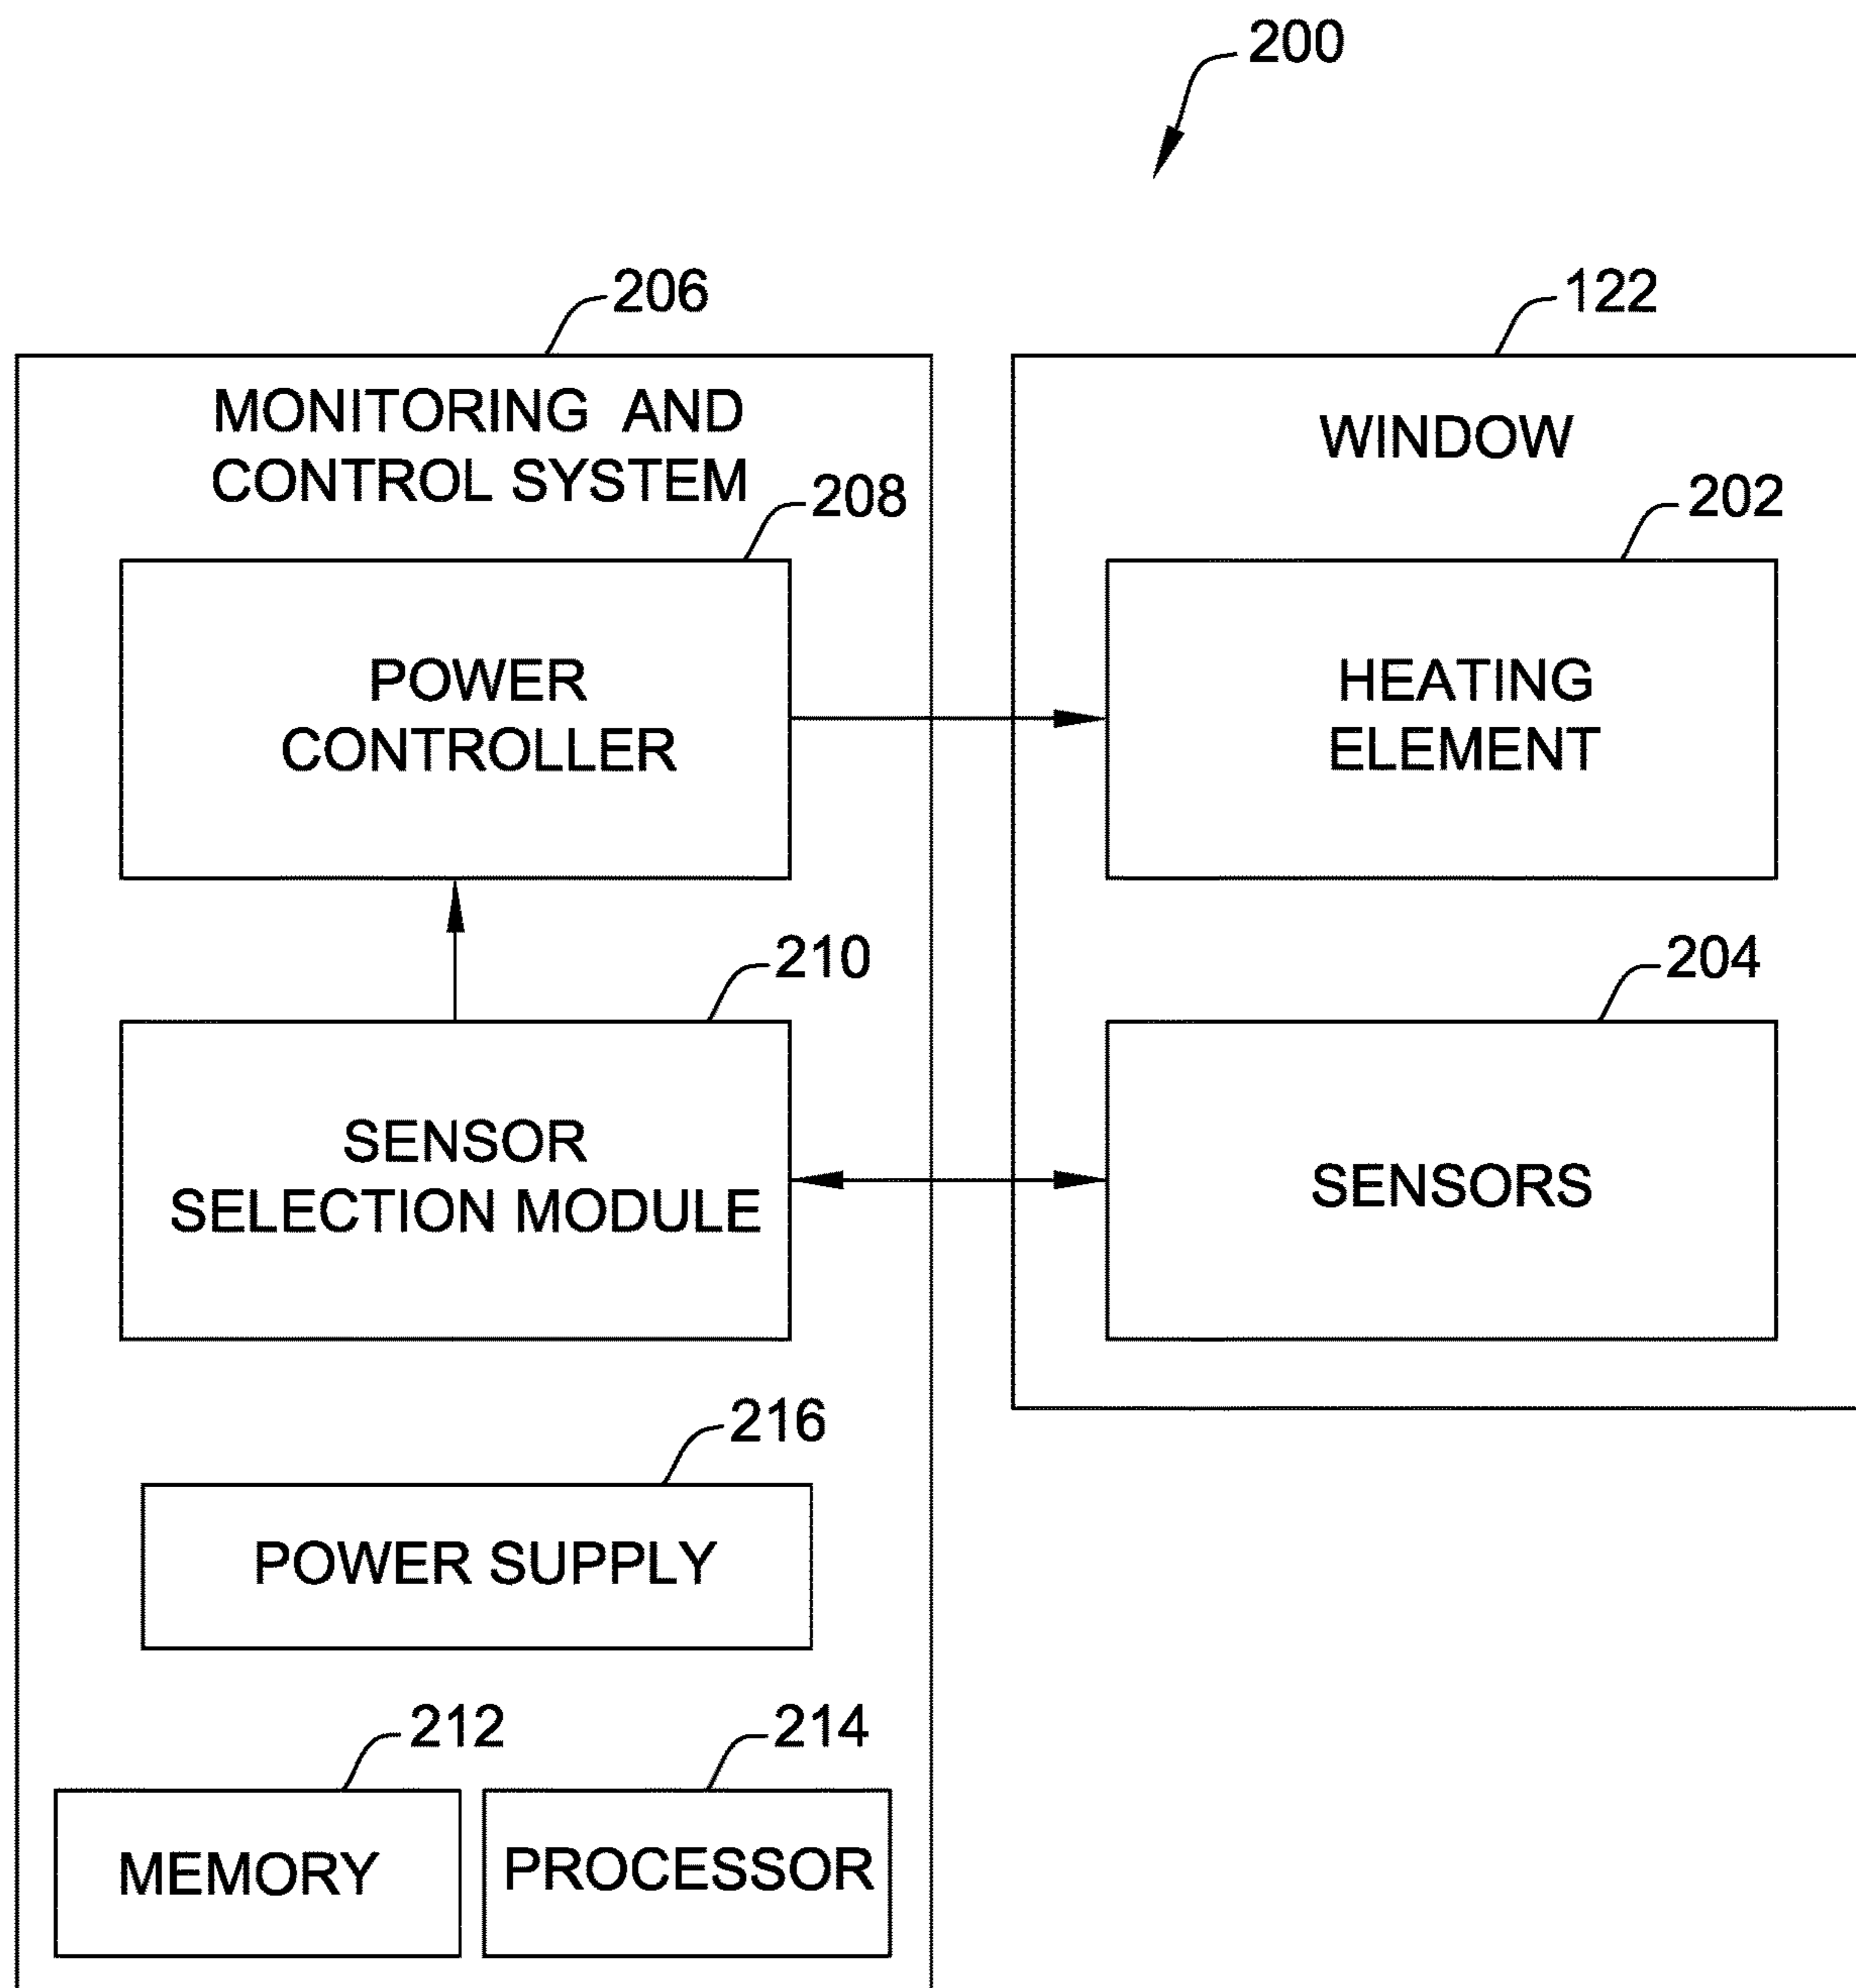 200
206
MONITORING AND
CONTROL SYSTEM
208
POWER
CONTROLLER
210
SENSOR
SELECTION MODULE
216
POWER SUPPLY
212
MEMORY
214
PROCESSOR
122
WINDOW
202
HEATING
ELEMENT
204
SENSORS